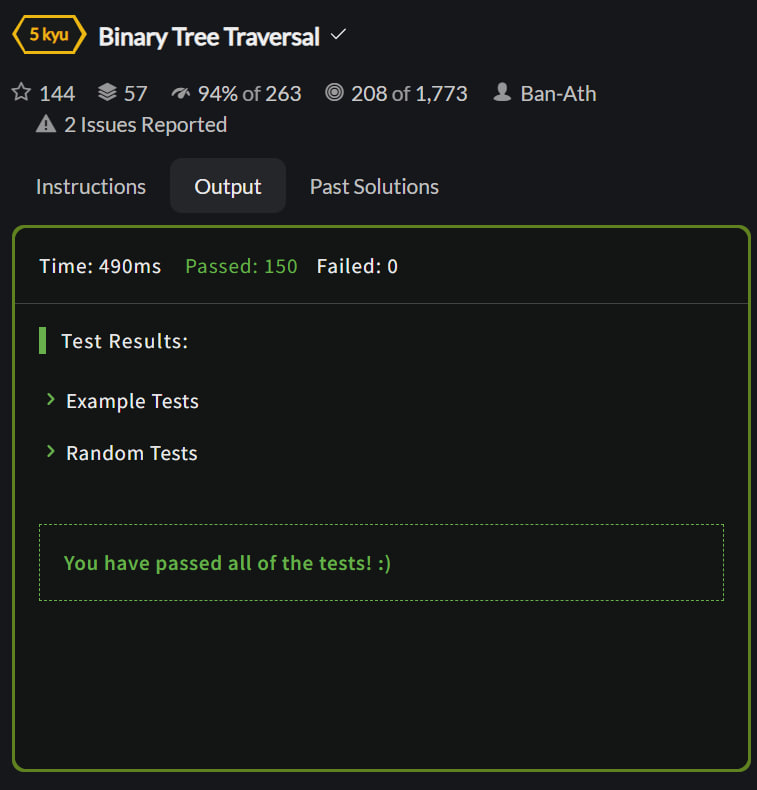 5 kyu Binary Tree Traversal
144 57 94% of 263 208 of 1,773 Ban-Ath
2 Issues Reported
Instructions Output Past Solutions
Time: 490ms Passed: 150 Failed: 0
Test Results:
Example Tests
Random Tests
You have passed all of the tests! :)